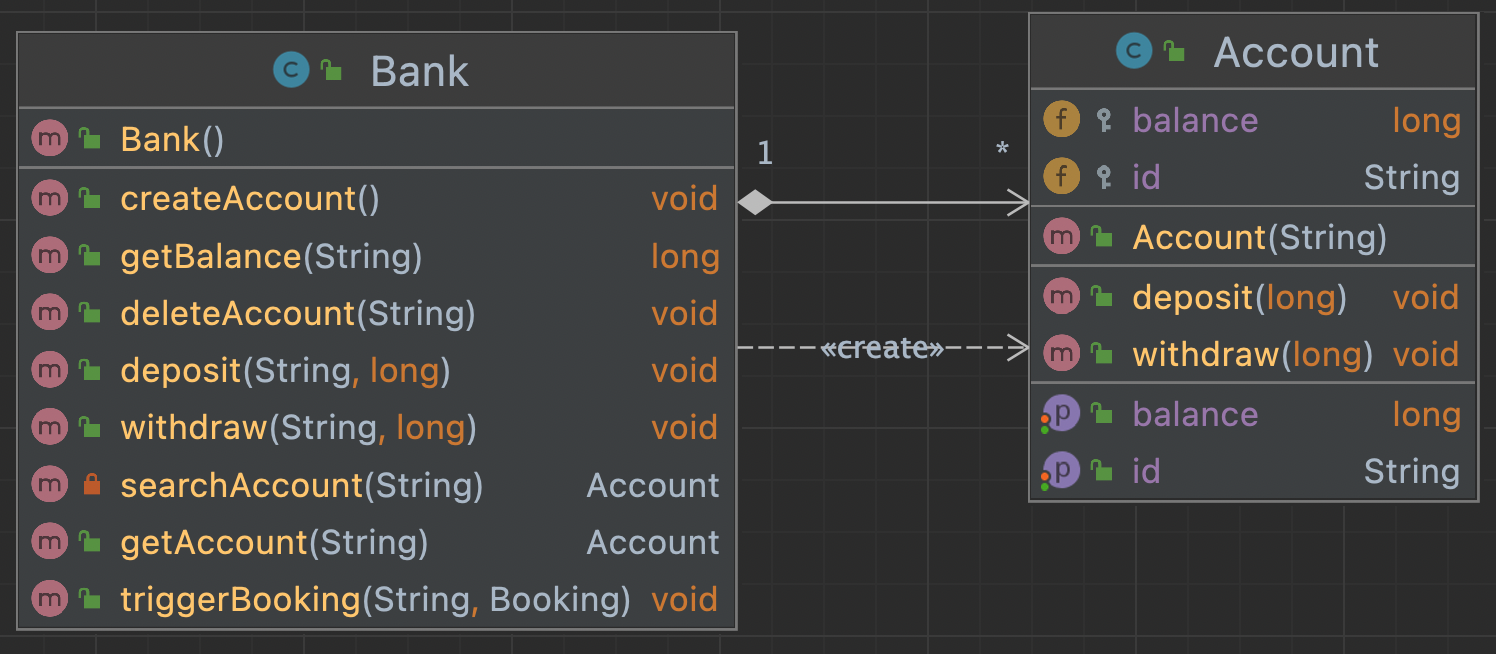 Bank
Bank()
createAccount() void
getBalance(String) long
deleteAccount(String) void
deposit(String, long) void
withdraw(String, long) void
searchAccount(String) Account
getAccount(String) Account
triggerBooking(String, Booking) void
1 *
«create»
Account
balance long
id String
Account(String)
deposit(long) void
withdraw(long) void
balance long
id String